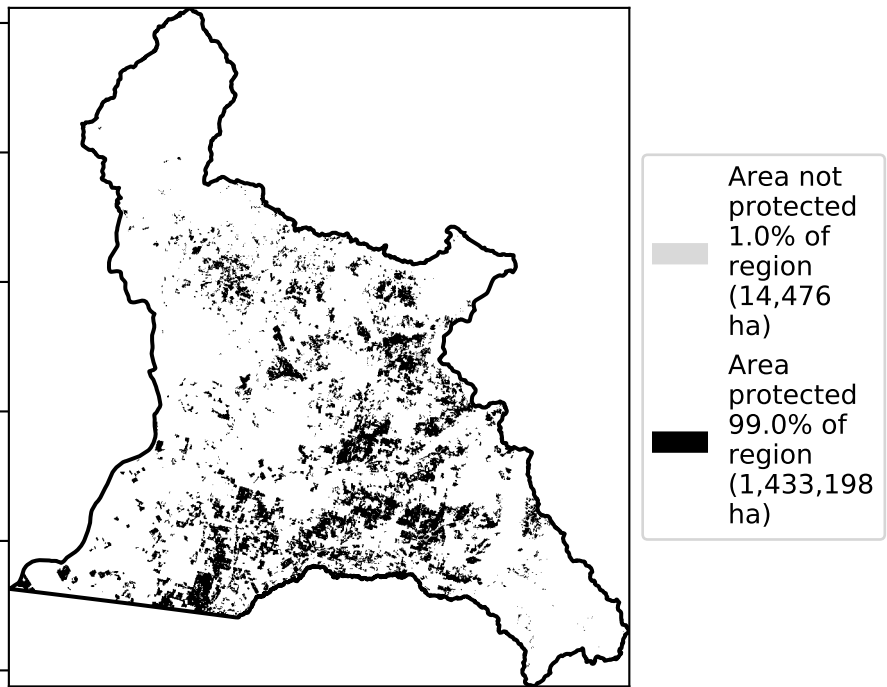 Area not
protected
1.0% of
region
(14,476
ha)
Area
protected
99.0% of
region
(1,433,198
ha)